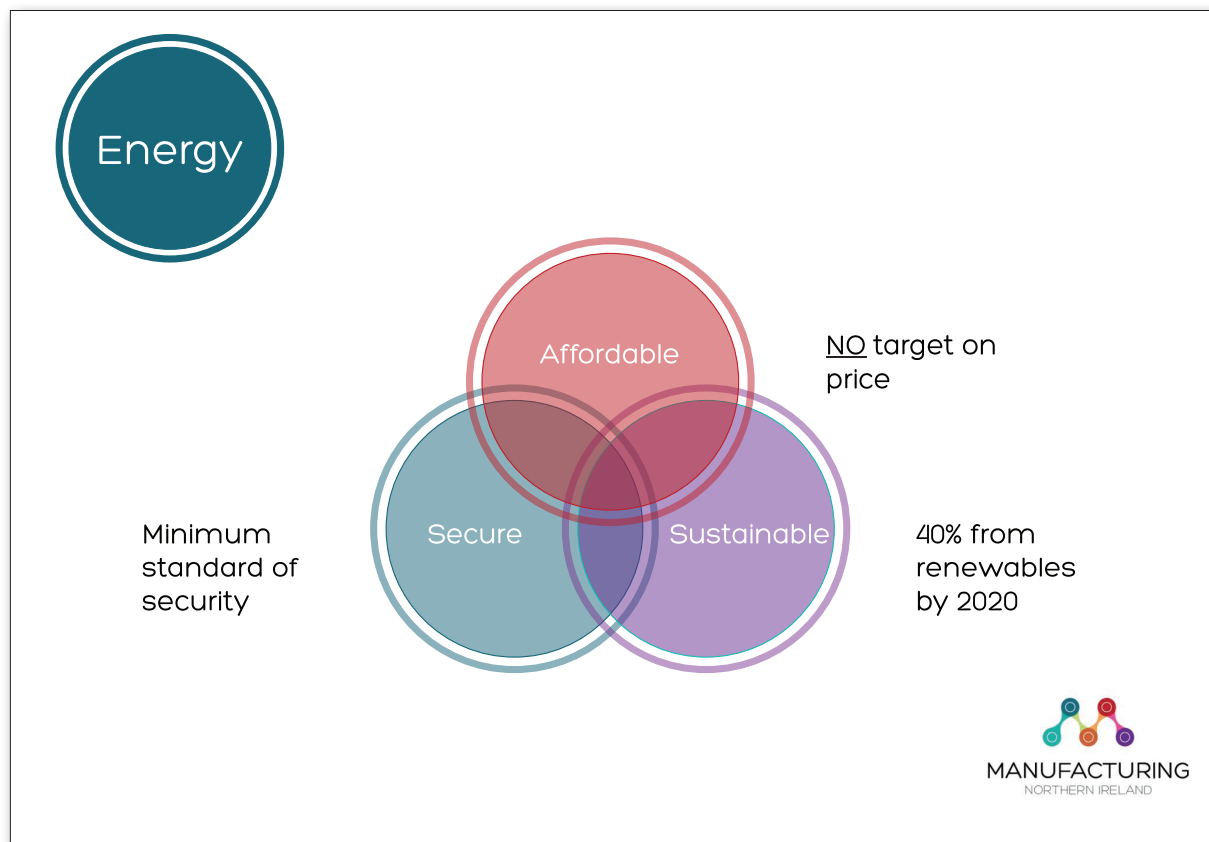 Energy
Affordable
NO target on
price
Secure
Sustainable
Minimum
standard of
security
40% from
renewables
by 2020
MANUFACTURING
NORTHERN IRELAND